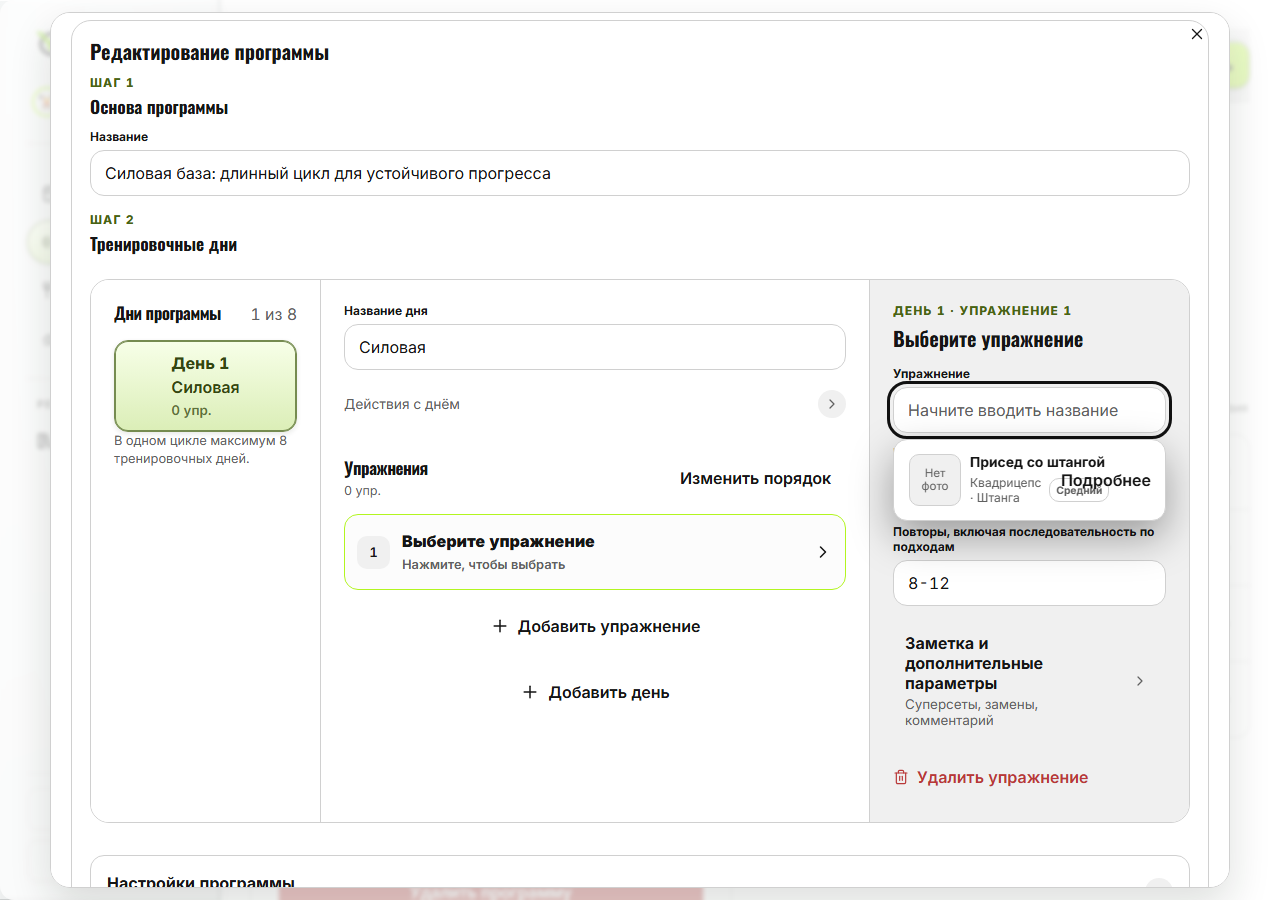 Редактирование программы
ШАГ 1
Основа программы
Название
Силовая база: длинный цикл для устойчивого прогресса
ШАГ 2
Тренировочные дни
Дни программы 1 из 8
День 1
Силовая
0 упр.
В одном цикле максимум 8
тренировочных дней.
Название дня
Силовая
Действия с днём
Упражнения
0 упр.
Изменить порядок
1
Выберите упражнение
Нажмите, чтобы выбрать
Добавить упражнение
Добавить день
ДЕНЬ 1 · УПРАЖНЕНИЕ 1
Выберите упражнение
Упражнение
Начните вводить название
Нет
фото
Присед со штангой
Квадрицепс
· Штанга
Средний
Подробнее
Повторы, включая последовательность по
подходам
8-12
Заметка и
дополнительные
параметры
Суперсеты, замены,
комментарий
Удалить упражнение
Настройки программы
Удалить программу